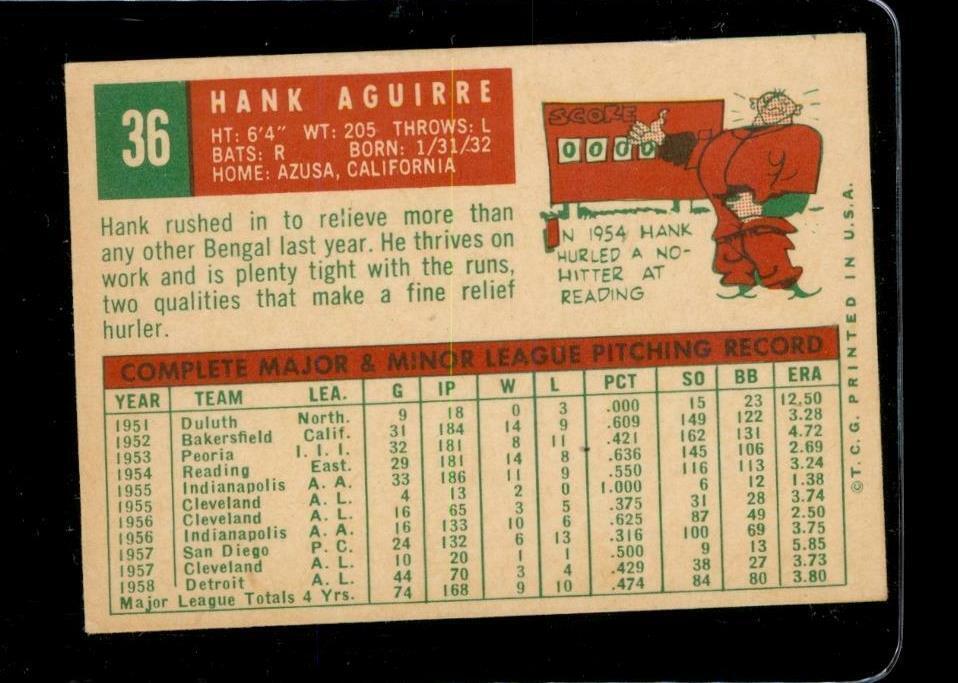 36
HANK AGUIRRE
HT: 6'4" WT: 205 THROWS: L
BATS: R BORN: 1/31/32
HOME: AZUSA, CALIFORNIA
Hank rushed in to relieve more than
any other Bengal last year. He thrives on
work and is plenty tight with the runs,
two qualities that make a fine relief
hurler.
SCORE
0 0 0 0
IN 1954 HANK
HURLED A NO-
HITTER AT
READING
COMPLETE MAJOR & MINOR LEAGUE PITCHING RECORD
YEAR TEAM LEA. G IP W L PCT SO BB ERA
1951 Duluth North. 9 18 0 3 .000 15 23 12.50
1952 Bakersfield Calif. 31 184 14 9 .609 149 122 3.28
1953 Peoria I. I. I. 32 181 8 11 .421 162 131 4.72
1954 Reading East. 29 181 14 8 .636 145 106 2.69
1955 Indianapolis A. A. 33 186 11 9 .550 116 113 3.24
1955 Cleveland A. L. 4 13 2 0 1.000 6 12 1.38
1956 Cleveland A. L. 16 65 3 5 .375 31 28 3.74
1956 Indianapolis A. A. 16 133 10 6 .625 87 49 2.50
1957 San Diego P. C. 24 132 6 13 .316 100 69 3.75
1957 Cleveland A. L. 10 20 1 1 .500 9 13 5.85
1958 Detroit A. L. 44 70 3 4 .429 38 27 3.73
Major League Totals 4 Yrs. 74 168 9 10 .474 84 80 3.80
© T. C. G. PRINTED IN U.S.A.